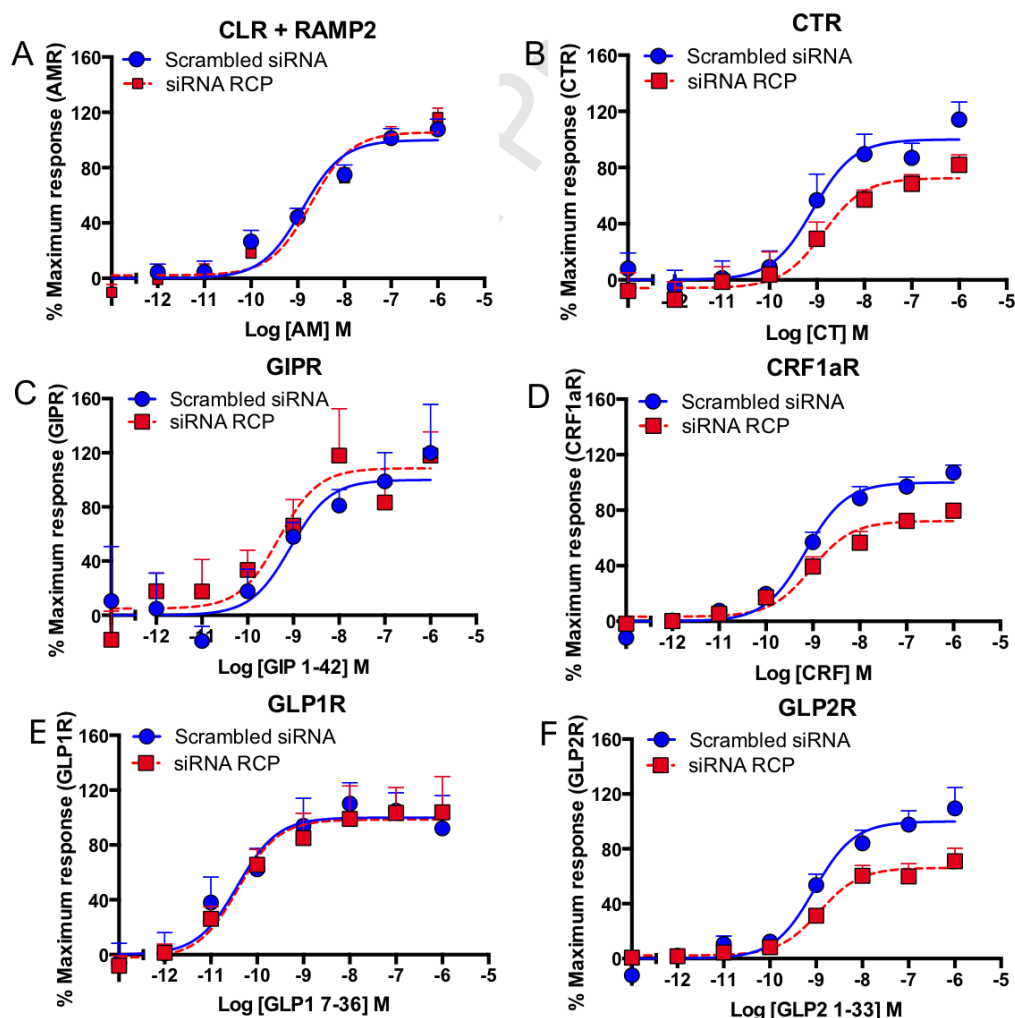 A
CLR + RAMP2
Scrambled siRNA
siRNA RCP
% Maximum response (AMR)
160
120
80
40
0
-12 -11 -10 -9 -8 -7 -6 -5
Log [AM] M
B
CTR
Scrambled siRNA
siRNA RCP
% Maximum response (CTR)
160
120
80
40
0
-12 -11 -10 -9 -8 -7 -6 -5
Log [CT] M
C
GIPR
Scrambled siRNA
siRNA RCP
% Maximum response (GIPR)
160
120
80
40
0
-12 -11 -10 -9 -8 -7 -6 -5
Log [GIP 1-42] M
D
CRF1aR
Scrambled siRNA
siRNA RCP
% Maximum response (CRF1aR)
160
120
80
40
0
-12 -11 -10 -9 -8 -7 -6 -5
Log [CRF] M
E
GLP1R
Scrambled siRNA
siRNA RCP
% Maximum response (GLP1R)
160
120
80
40
0
-12 -11 -10 -9 -8 -7 -6 -5
Log [GLP1 7-36] M
F
GLP2R
Scrambled siRNA
siRNA RCP
% Maximum response (GLP2R)
160
120
80
40
0
-12 -11 -10 -9 -8 -7 -6 -5
Log [GLP2 1-33] M